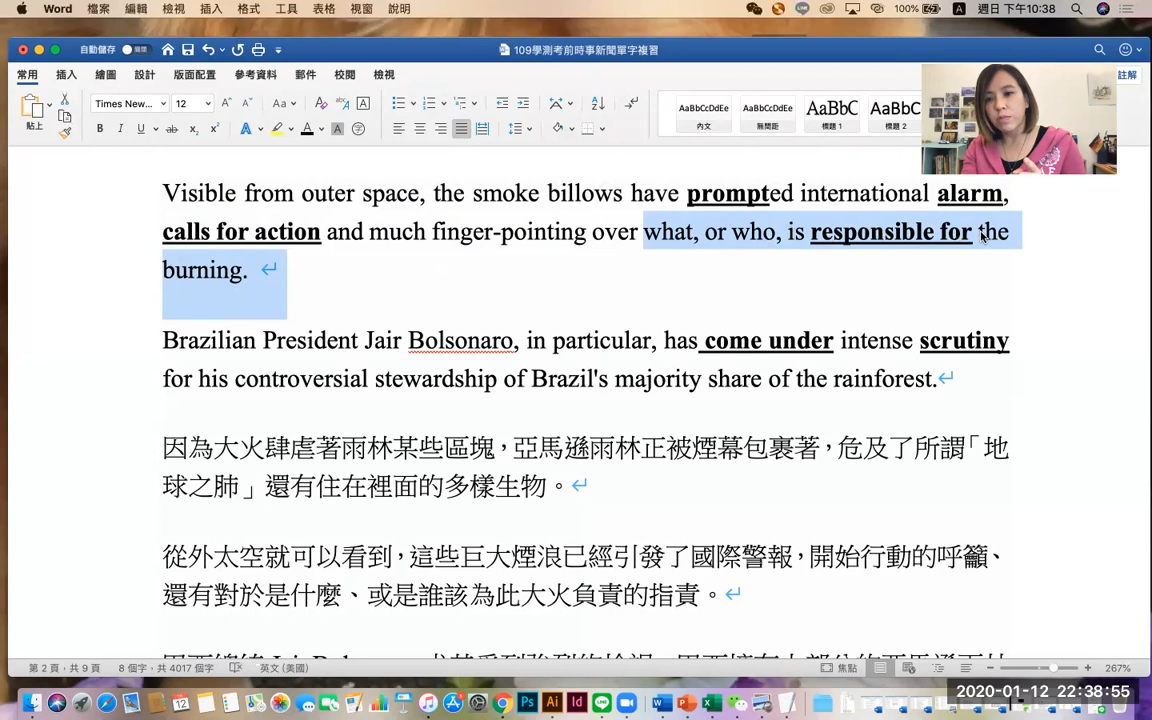 Word 檔案 編輯 檢視 插入 格式 工具 表格 視窗 說明 100% A 週日 下午10:38
自動儲存 109學測考前時事新聞單字複習
常用 插入 繪圖 設計 版面配置 參考資料 郵件 校閱 檢視 註解
貼上 Times New... 12
AaBbCcDdEe AaBbCcDdEe AaBbC AaBbC
內文 無間距 標題 1 標題 2
Visible from outer space, the smoke billows have prompted international alarm,
calls for action and much finger-pointing over what, or who, is responsible for the
burning.
Brazilian President Jair Bolsonaro, in particular, has come under intense scrutiny
for his controversial stewardship of Brazil's majority share of the rainforest.
因為大火肆虐著雨林某些區塊，亞馬遜雨林正被煙幕包裹著，危及了所謂「地
球之肺」還有住在裡面的多樣生物。
從外太空就可以看到，這些巨大煙浪已經引發了國際警報，開始行動的呼籲、
還有對於是什麼、或是誰該為此大火負責的指責。
第 2 頁，共 9 頁 8 個字，共 4017 個字 英文 (美國) 焦點 267%
2020-01-12 22:38:55